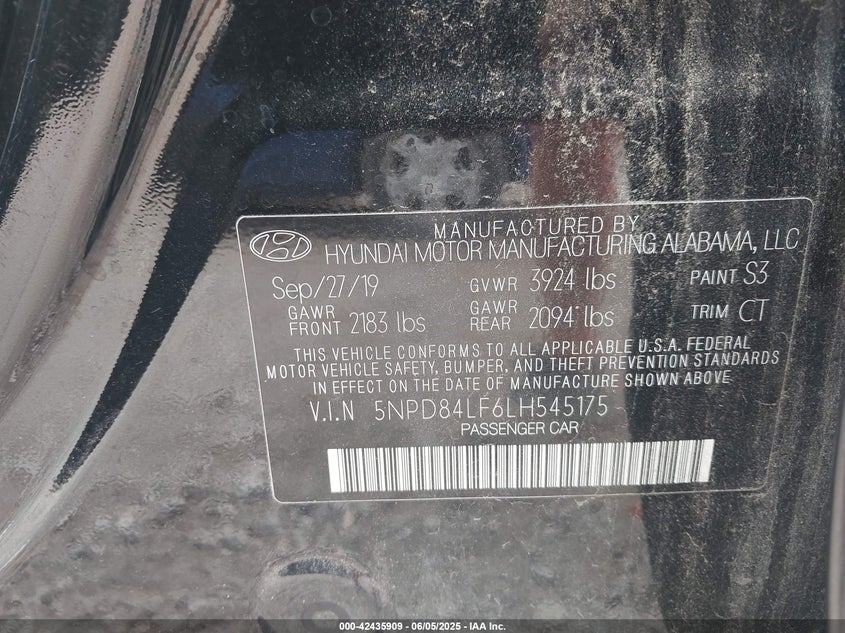 MANUFACTURED BY
HYUNDAI MOTOR MANUFACTURING ALABAMA, LLC
Sep/27/19 GVWR 3924 lbs PAINT S3
GAWR FRONT 2183 lbs GAWR REAR 2094 lbs TRIM CT
THIS VEHICLE CONFORMS TO ALL APPLICABLE U.S.A. FEDERAL
MOTOR VEHICLE SAFETY, BUMPER, AND THEFT PREVENTION STANDARDS
IN EFFECT ON THE DATE OF MANUFACTURE SHOWN ABOVE
V.I.N 5NPD84LF6LH545175
PASSENGER CAR
000-42435909 - 06/05/2025 - IAA Inc.